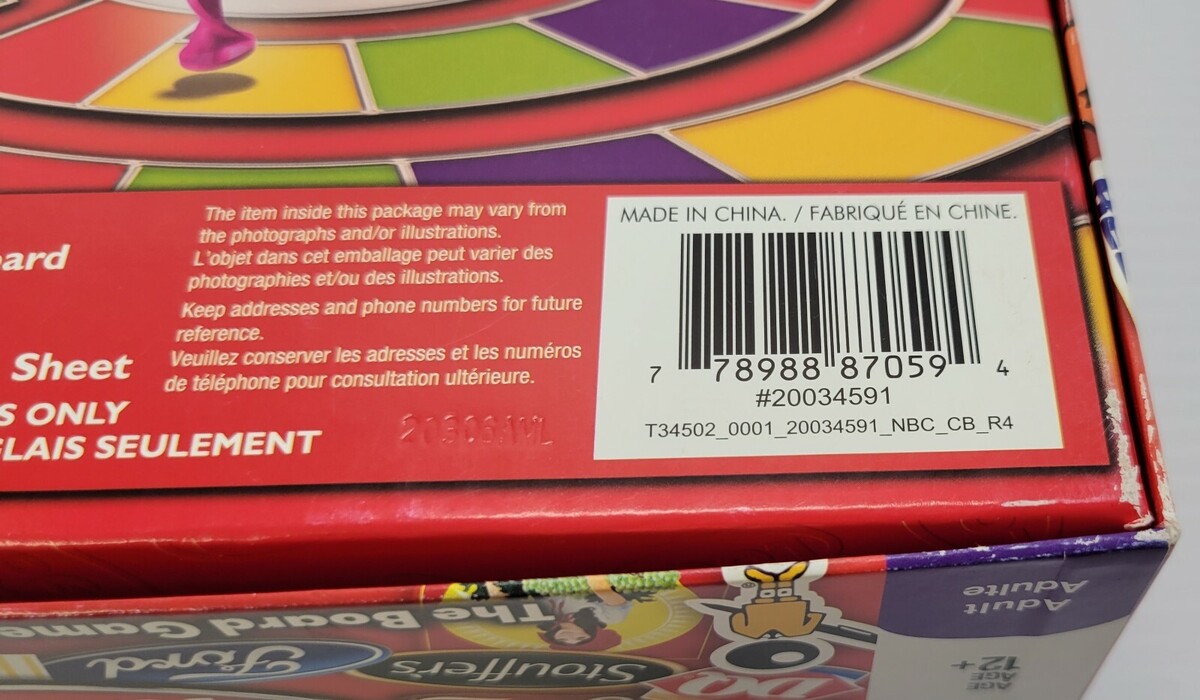 The item inside this package may vary from
the photographs and/or illustrations.
L'objet dans cet emballage peut varier des
photographies et/ou des illustrations.
Keep addresses and phone numbers for future
reference.
Veuillez conserver les adresses et les numéros
de téléphone pour consultation ultérieure.
ard
Sheet
S ONLY
LAIS SEULEMENT
MADE IN CHINA. / FABRIQUÉ EN CHINE.
7 78988 87059 4
#20034591
T34502_0001_20034591_NBC_CB_R4
The Board Game
Ford
Stouffer's
DQ
Adult
Adulte
AGE
AGE
12+